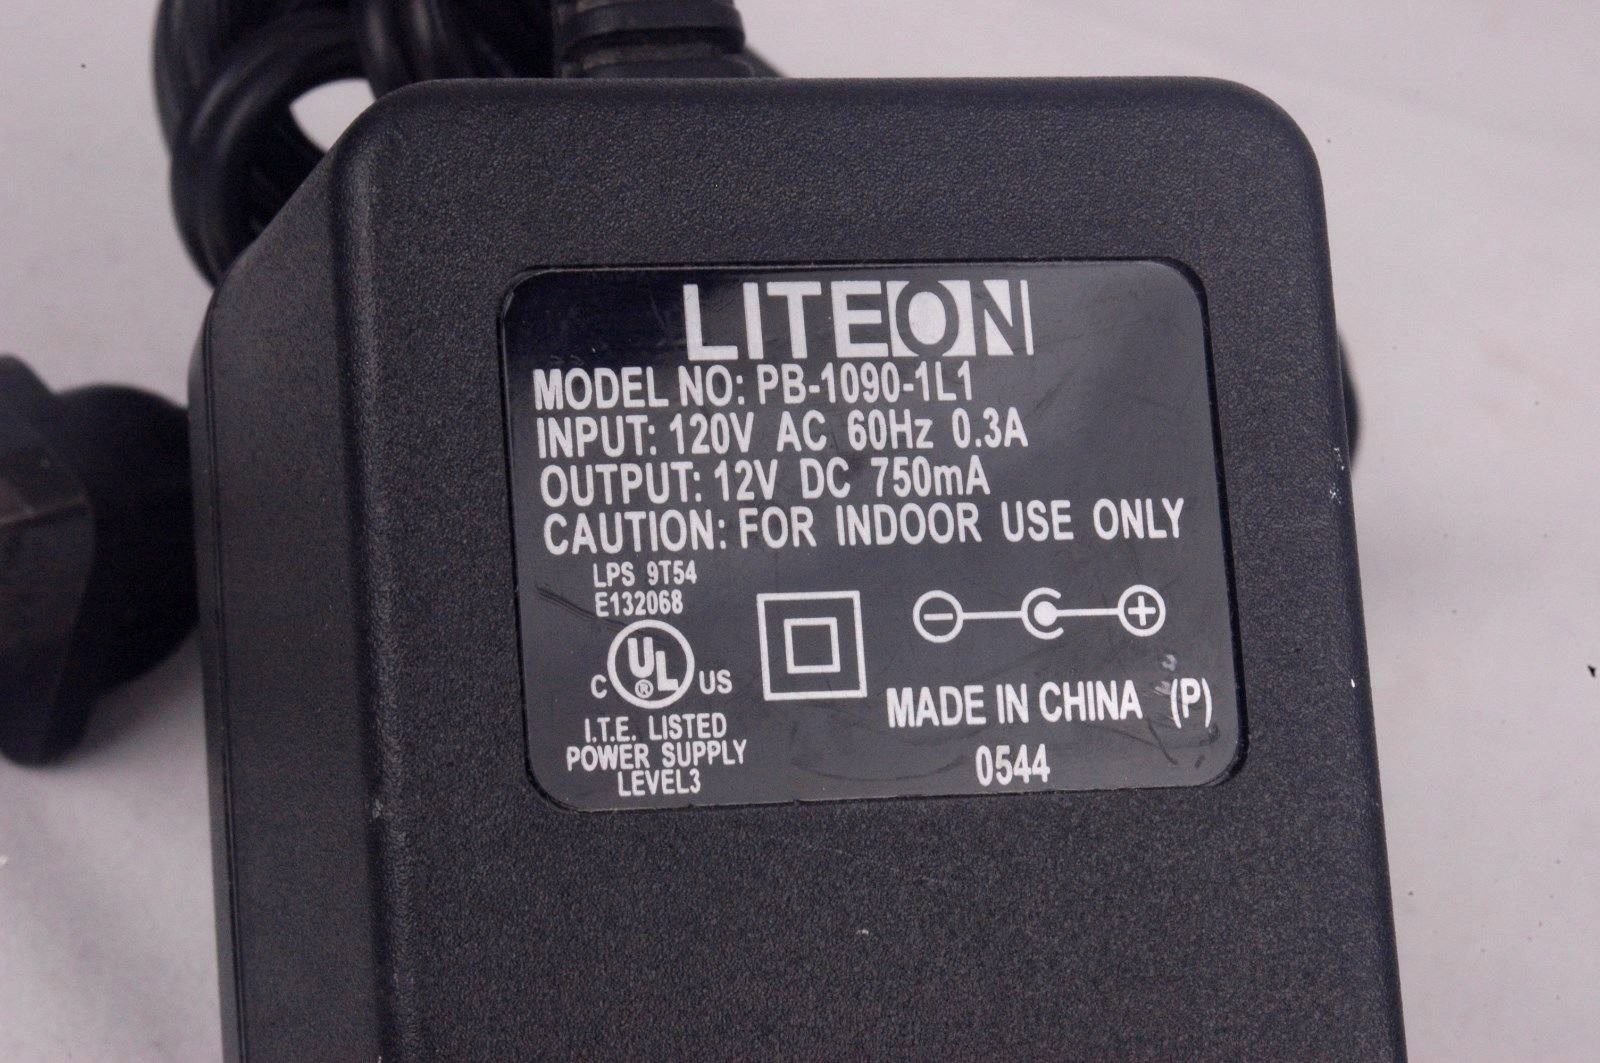 LITEON
MODEL NO: PB-1090-1L1
INPUT: 120V AC 60Hz 0.3A
OUTPUT: 12V DC 750mA
CAUTION: FOR INDOOR USE ONLY
LPS 9T54
E132068
C UL ® US
I.T.E. LISTED
POWER SUPPLY
LEVEL3
MADE IN CHINA (P)
0544